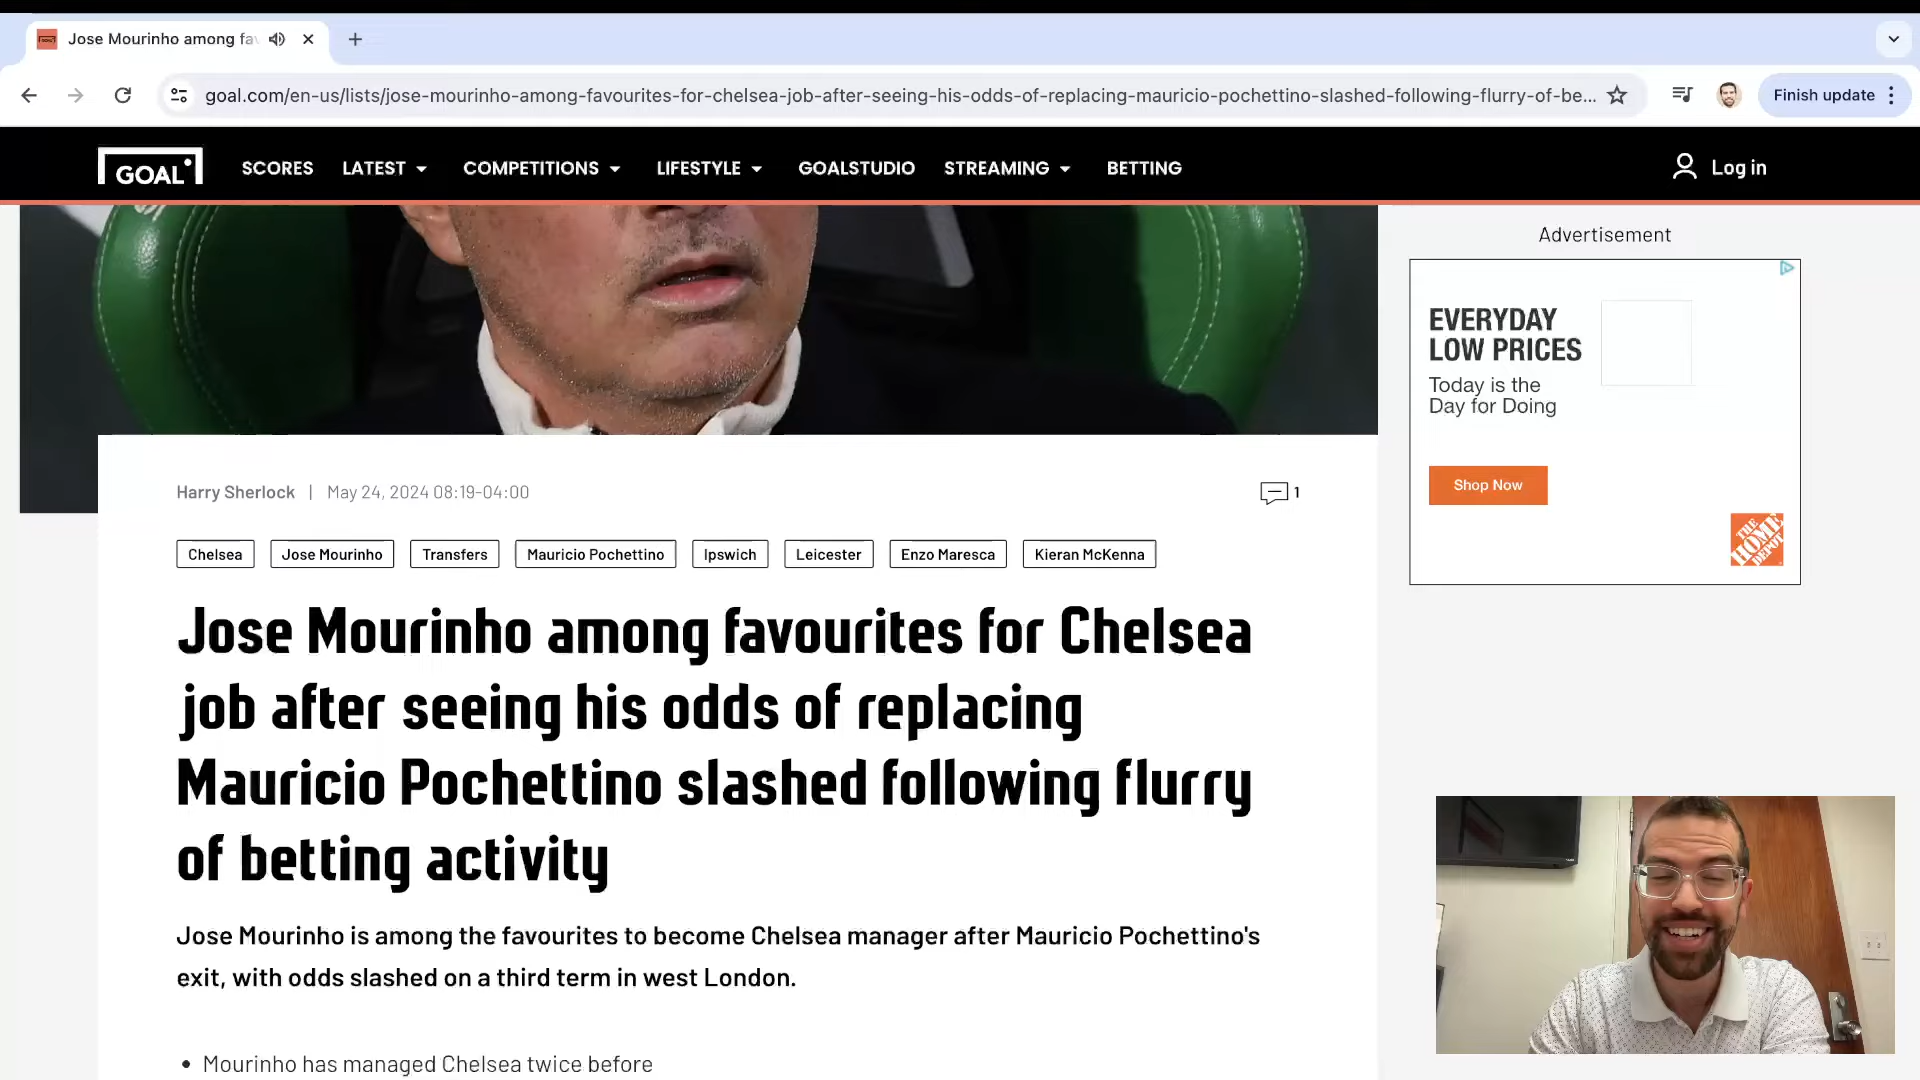 Jose Mourinho among fav
goal.com/en-us/lists/jose-mourinho-among-favourites-for-chelsea-job-after-seeing-his-odds-of-replacing-mauricio-pochettino-slashed-following-flurry-of-be...
Finish update
GOAL
SCORES
LATEST
COMPETITIONS
LIFESTYLE
GOALSTUDIO
STREAMING
BETTING
Log in
Advertisement
EVERYDAY
LOW PRICES
Today is the
Day for Doing
Shop Now
THE
HOME
DEPOT
Harry Sherlock | May 24, 2024 08:19-04:00
1
Chelsea
Jose Mourinho
Transfers
Mauricio Pochettino
Ipswich
Leicester
Enzo Maresca
Kieran McKenna
Jose Mourinho among favourites for Chelsea
job after seeing his odds of replacing
Mauricio Pochettino slashed following flurry
of betting activity
Jose Mourinho is among the favourites to become Chelsea manager after Mauricio Pochettino's
exit, with odds slashed on a third term in west London.
• Mourinho has managed Chelsea twice before